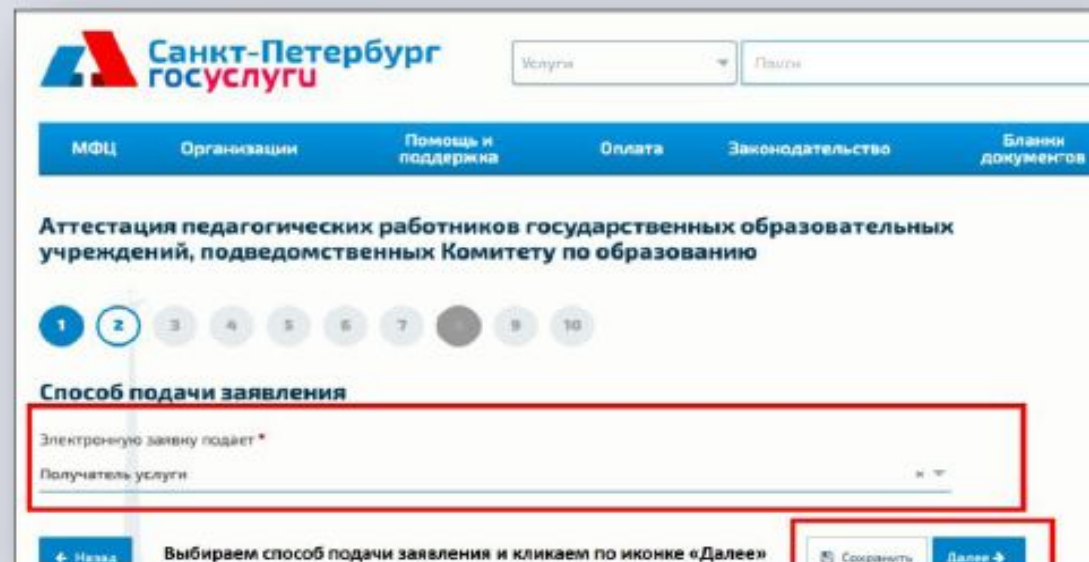 Санкт-Петербург
госуслуги
Услуги
Поиск
МФЦ Организации Помощь и поддержка Оплата Законодательство Бланки документов
Аттестация педагогических работников государственных образовательных
учреждений, подведомственных Комитету по образованию
1 2 3 4 5 6 7 8 9 10
Способ подачи заявления
Электронную заявку подает *
Получатель услуги
← Назад Выбираем способ подачи заявления и кликаем по иконке «Далее» Сохранить Далее →